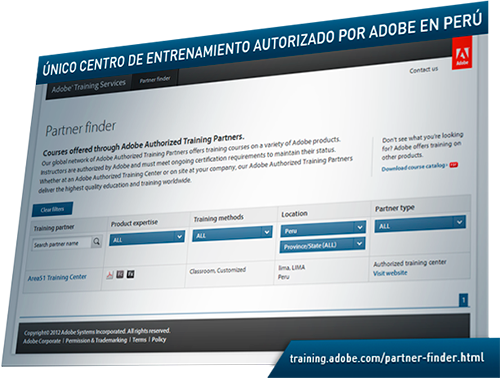 ÚNICO CENTRO DE ENTRENAMIENTO AUTORIZADO POR ADOBE EN PERÚ
Adobe® Training Services
Partner finder
Contact us
Adobe
Partner finder
Courses offered through Adobe Authorized Training Partners.
Our global network of Adobe Authorized Training Partners offers training courses on a variety of Adobe products.
Instructors are authorized by Adobe and must meet ongoing certification requirements to maintain their status.
Whether at an Adobe Authorized Training Center or on site at your company, our Adobe Authorized Training Partners
deliver the highest quality education and training worldwide.
Don't see what you're looking
for? Adobe offers training on
other products.
Download course catalog›
Clear filters
Training partner
Product expertise
Training methods
Location
Partner type
Search partner name
ALL
ALL
Peru
ALL
Province/State (ALL)
Area51 Training Center
Classroom, Customized
lima, LIMA
Peru
Authorized training center
Visit website
1
Copyright© 2012 Adobe Systems Incorporated. All rights reserved.
Adobe Corporate | Permission & Trademarking | Terms | Policy
training.adobe.com/partner-finder.html